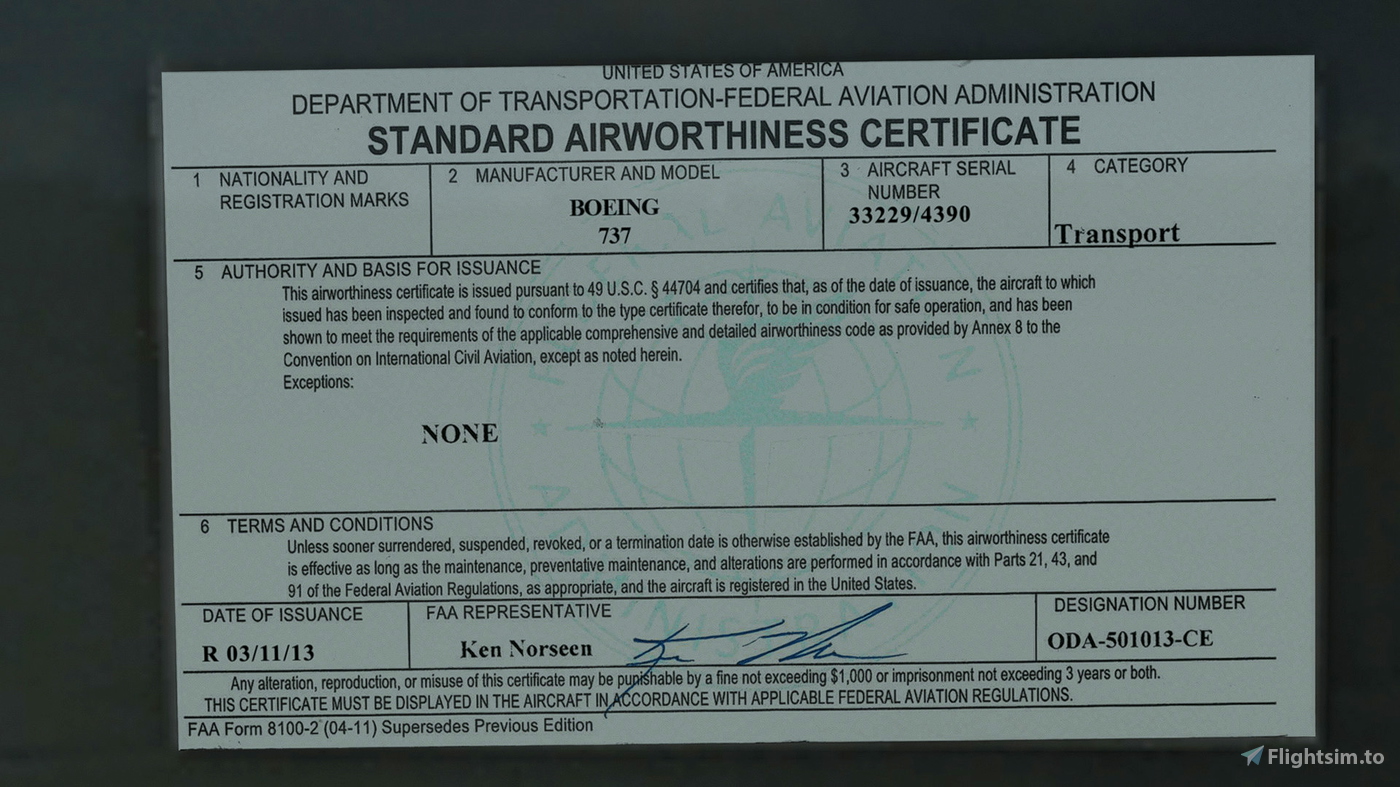 UNITED STATES OF AMERICA
DEPARTMENT OF TRANSPORTATION-FEDERAL AVIATION ADMINISTRATION
STANDARD AIRWORTHINESS CERTIFICATE
1 NATIONALITY AND
REGISTRATION MARKS
2 MANUFACTURER AND MODEL
BOEING
737
3 AIRCRAFT SERIAL
NUMBER
33229/4390
4 CATEGORY
Transport
5 AUTHORITY AND BASIS FOR ISSUANCE
This airworthiness certificate is issued pursuant to 49 U.S.C. § 44704 and certifies that, as of the date of issuance, the aircraft to which
issued has been inspected and found to conform to the type certificate therefor, to be in condition for safe operation, and has been
shown to meet the requirements of the applicable comprehensive and detailed airworthiness code as provided by Annex 8 to the
Convention on International Civil Aviation, except as noted herein.
Exceptions:
NONE
6 TERMS AND CONDITIONS
Unless sooner surrendered, suspended, revoked, or a termination date is otherwise established by the FAA, this airworthiness certificate
is effective as long as the maintenance, preventative maintenance, and alterations are performed in accordance with Parts 21, 43, and
91 of the Federal Aviation Regulations, as appropriate, and the aircraft is registered in the United States.
DATE OF ISSUANCE
R 03/11/13
FAA REPRESENTATIVE
Ken Norseen
DESIGNATION NUMBER
ODA-501013-CE
Any alteration, reproduction, or misuse of this certificate may be punishable by a fine not exceeding $1,000 or imprisonment not exceeding 3 years or both.
THIS CERTIFICATE MUST BE DISPLAYED IN THE AIRCRAFT IN ACCORDANCE WITH APPLICABLE FEDERAL AVIATION REGULATIONS.
FAA Form 8100-2 (04-11) Supersedes Previous Edition
Flightsim.to